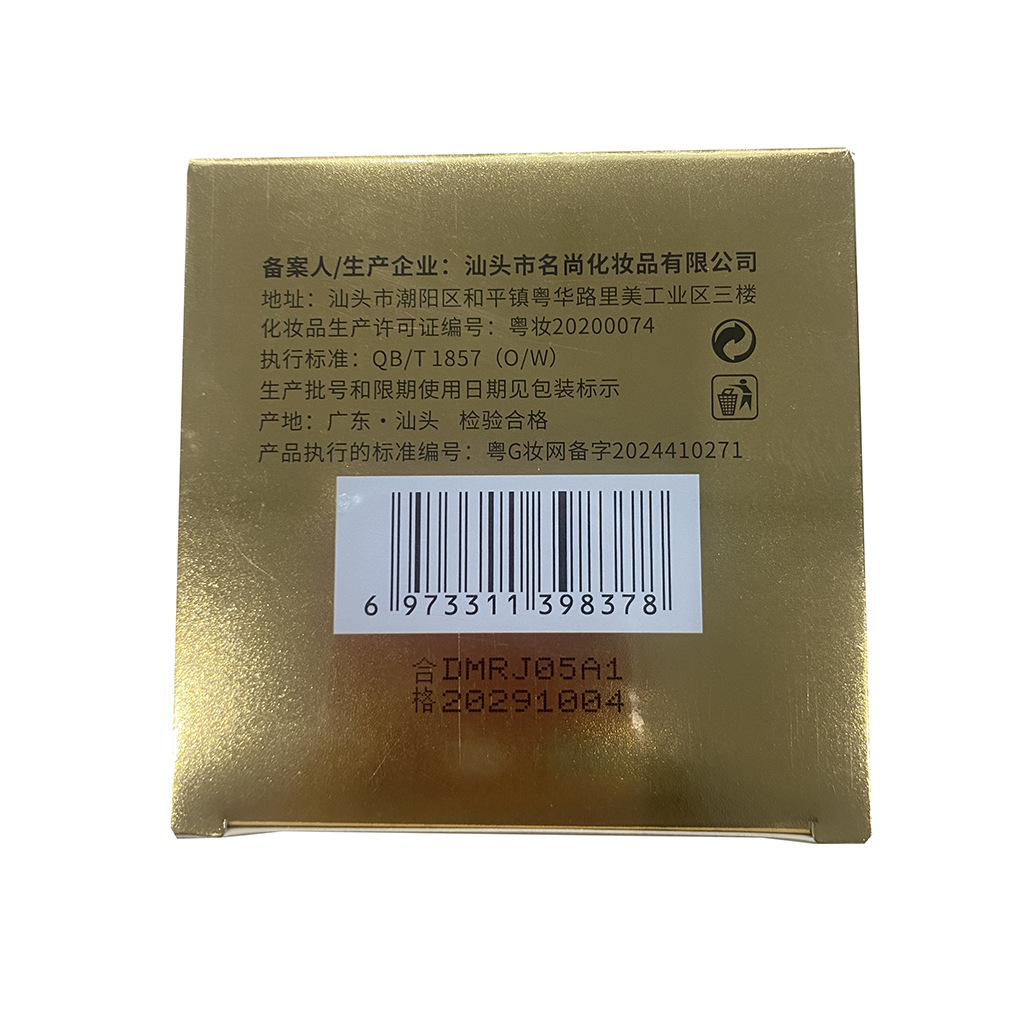 备案人/生产企业：汕头市名尚化妆品有限公司
地址：汕头市潮阳区和平镇粤华路里美工业区三楼
化妆品生产许可证编号：粤妆20200074
执行标准：QB/T 1857（O/W）
生产批号和限期使用日期见包装标示
产地：广东·汕头 检验合格
产品执行的标准编号：粤G妆网备字2024410271
6 973311 398378
合DMRJ05A1
格20291004